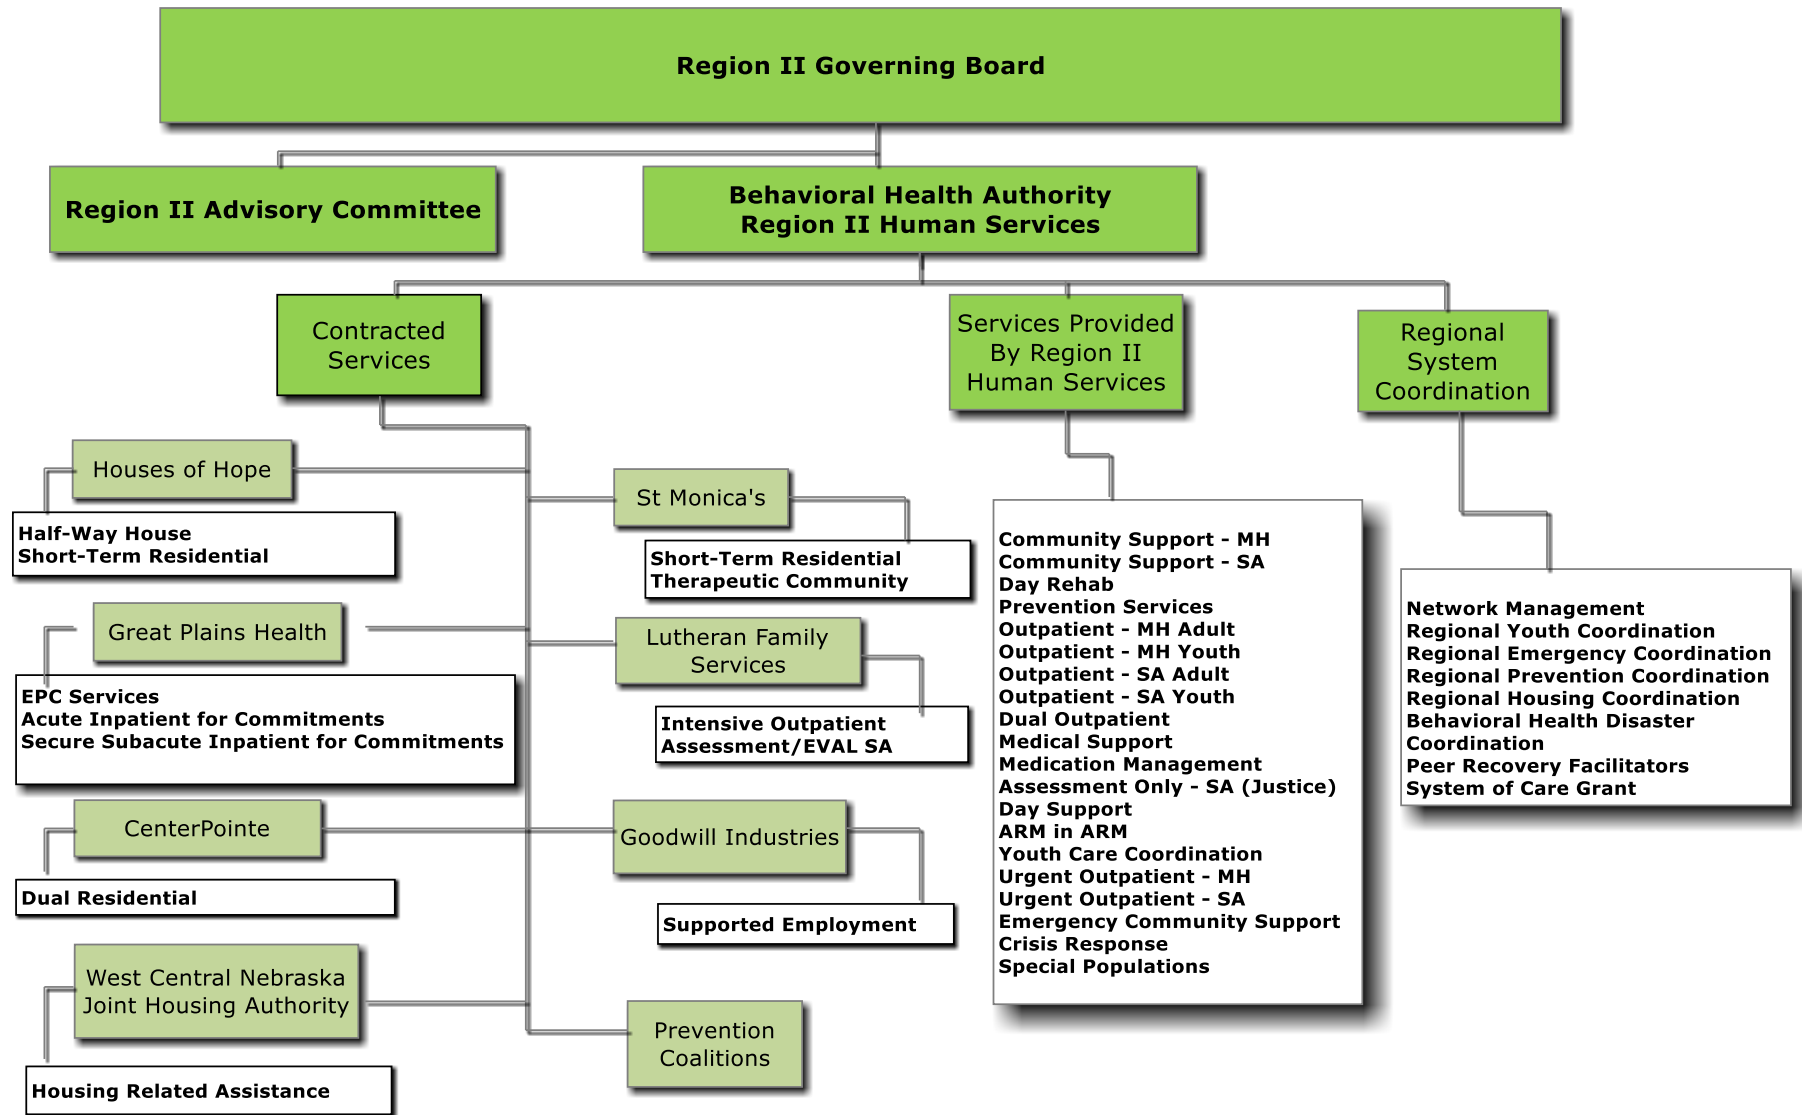 Region II Governing Board
Region II Advisory Committee
Behavioral Health Authority
Region II Human Services
Contracted
Services
Services Provided
By Region II
Human Services
Regional
System
Coordination
Houses of Hope
Half-Way House
Short-Term Residential
Great Plains Health
EPC Services
Acute Inpatient for Commitments
Secure Subacute Inpatient for Commitments
CenterPointe
Dual Residential
West Central Nebraska
Joint Housing Authority
Housing Related Assistance
St Monica's
Short-Term Residential
Therapeutic Community
Lutheran Family
Services
Intensive Outpatient
Assessment/EVAL SA
Goodwill Industries
Supported Employment
Prevention
Coalitions
Community Support - MH
Community Support - SA
Day Rehab
Prevention Services
Outpatient - MH Adult
Outpatient - MH Youth
Outpatient - SA Adult
Outpatient - SA Youth
Dual Outpatient
Medical Support
Medication Management
Assessment Only - SA (Justice)
Day Support
ARM in ARM
Youth Care Coordination
Urgent Outpatient - MH
Urgent Outpatient - SA
Emergency Community Support
Crisis Response
Special Populations
Network Management
Regional Youth Coordination
Regional Emergency Coordination
Regional Prevention Coordination
Regional Housing Coordination
Behavioral Health Disaster
Coordination
Peer Recovery Facilitators
System of Care Grant